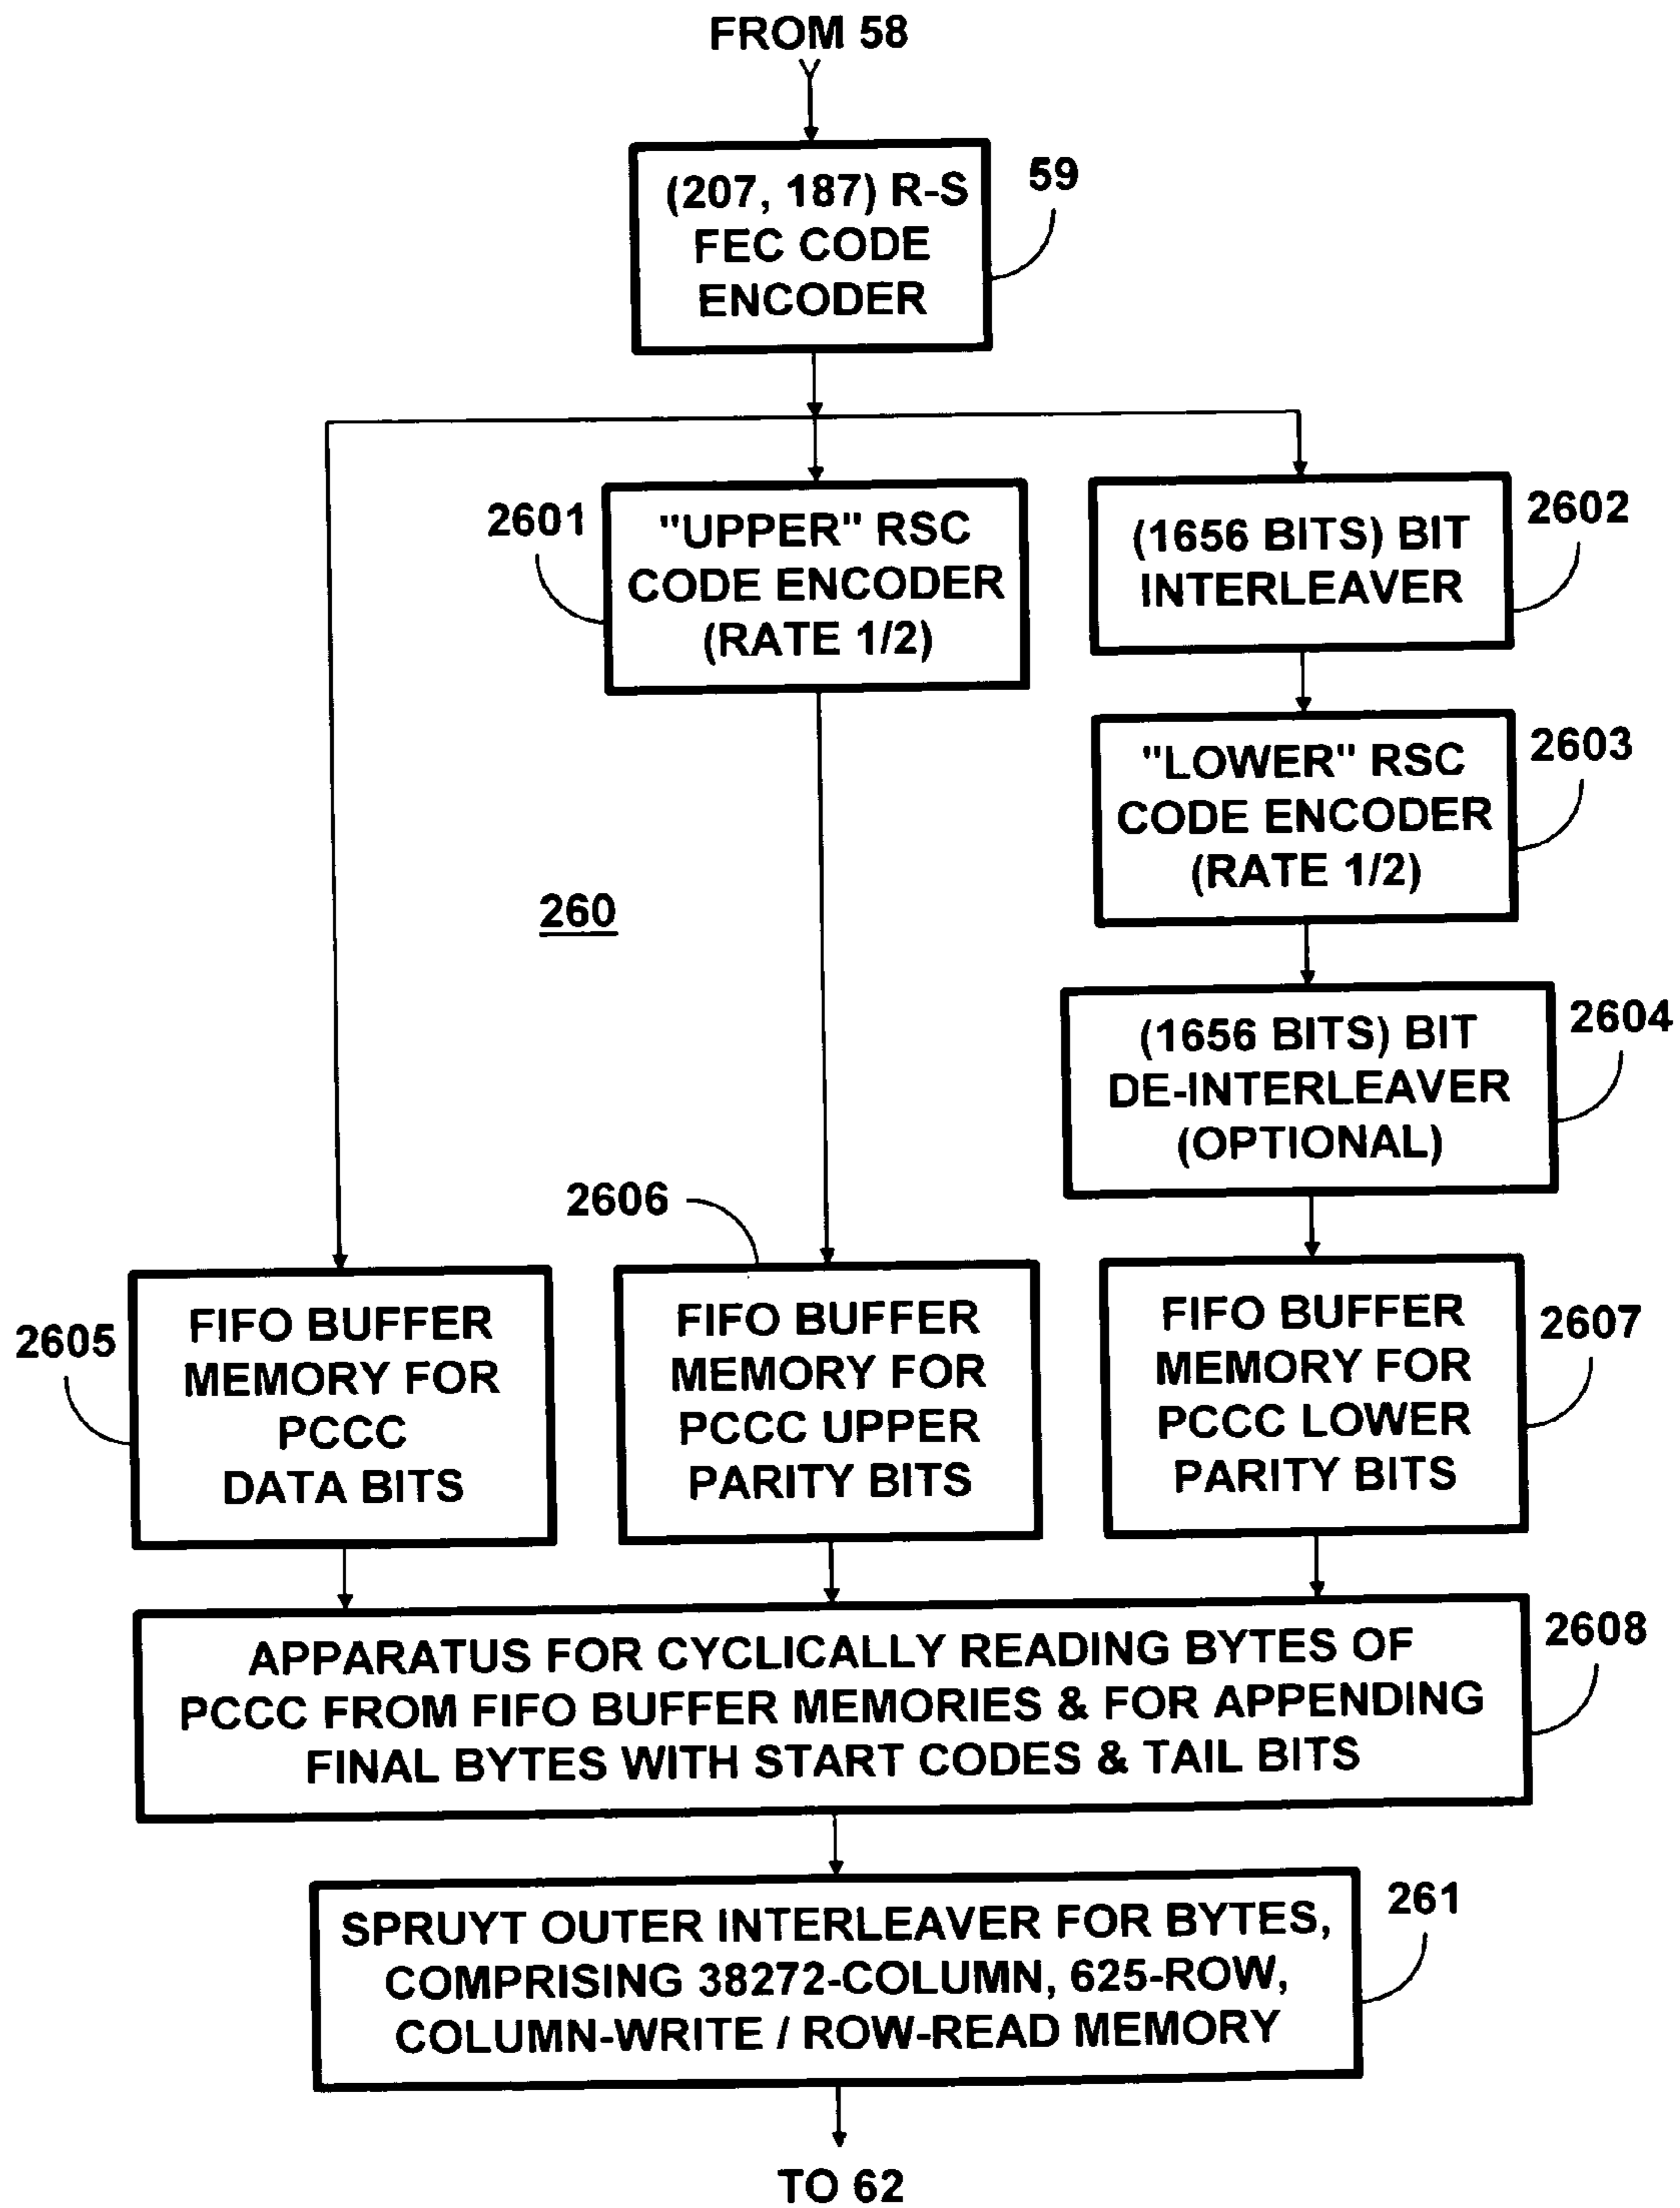 FROM 58
(207, 187) R-S
FEC CODE
ENCODER
59
2601
"UPPER" RSC
CODE ENCODER
(RATE 1/2)
(1656 BITS) BIT
INTERLEAVER
2602
"LOWER" RSC
CODE ENCODER
(RATE 1/2)
2603
260
(1656 BITS) BIT
DE-INTERLEAVER
(OPTIONAL)
2604
2606
2605
FIFO BUFFER
MEMORY FOR
PCCC
DATA BITS
FIFO BUFFER
MEMORY FOR
PCCC UPPER
PARITY BITS
FIFO BUFFER
MEMORY FOR
PCCC LOWER
PARITY BITS
2607
APPARATUS FOR CYCLICALLY READING BYTES OF
PCCC FROM FIFO BUFFER MEMORIES & FOR APPENDING
FINAL BYTES WITH START CODES & TAIL BITS
2608
SPRUYT OUTER INTERLEAVER FOR BYTES,
COMPRISING 38272-COLUMN, 625-ROW,
COLUMN-WRITE / ROW-READ MEMORY
261
TO 62